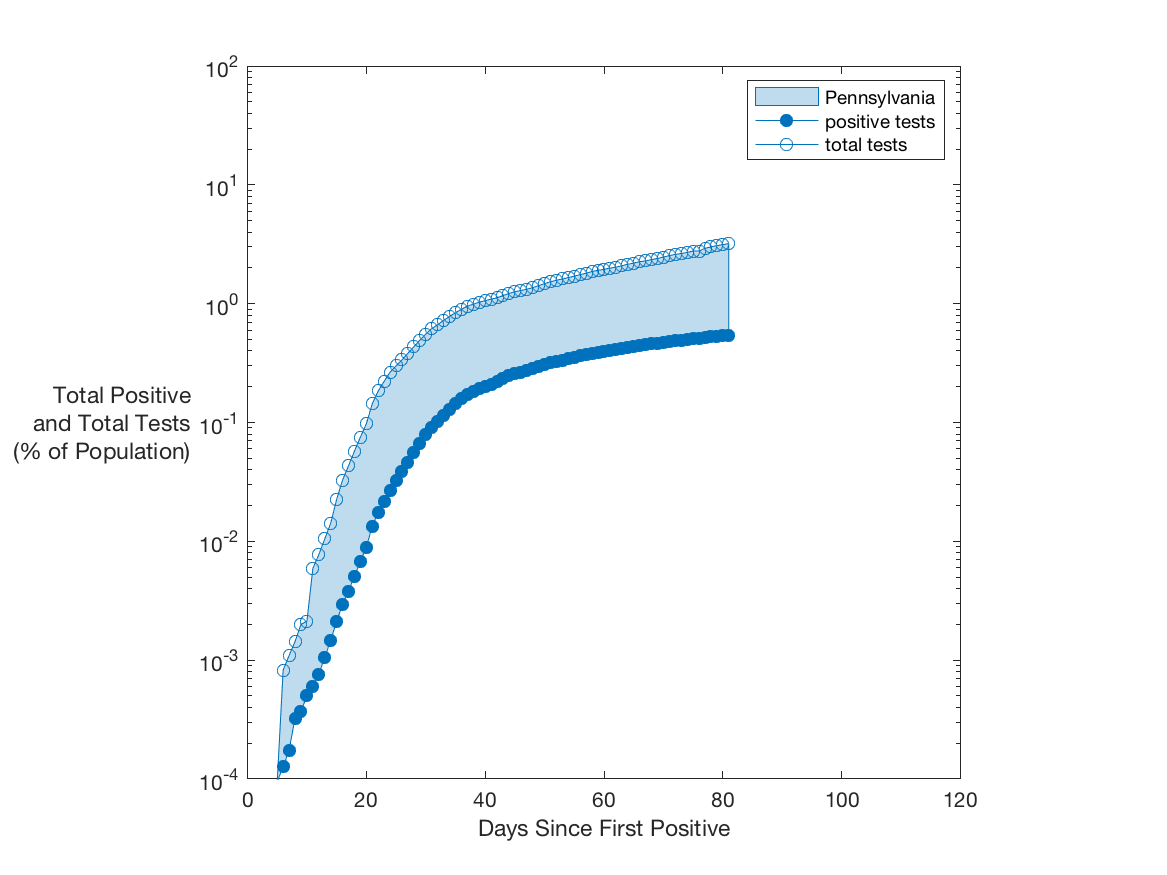 10^2
10^1
10^0
10^-1
10^-2
10^-3
10^-4
Total Positive
and Total Tests
(% of Population)
Pennsylvania
positive tests
total tests
0 20 40 60 80 100 120
Days Since First Positive